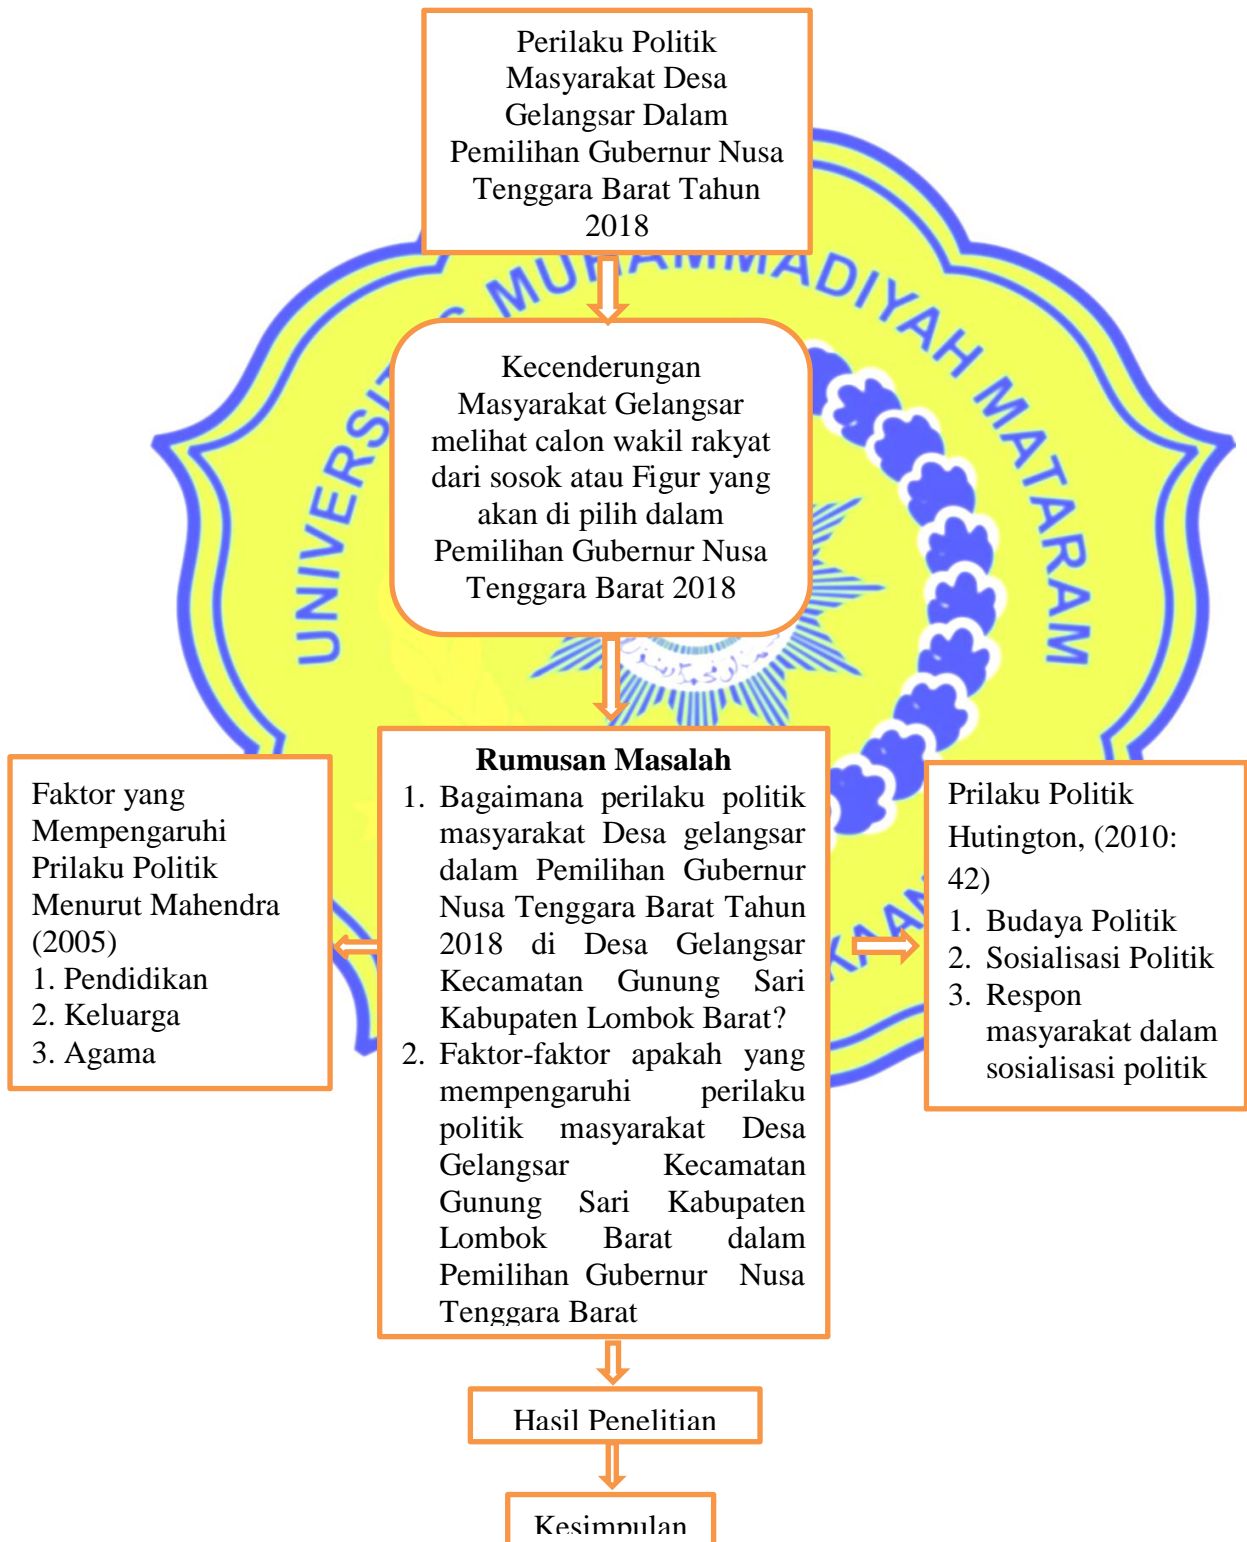 Perilaku Politik
Masyarakat Desa
Gelangsar Dalam
Pemilihan Gubernur Nusa
Tenggara Barat Tahun
2018
MUHAMMADIYAH MATARAM
Kecenderungan
Masyarakat Gelangsar
melihat calon wakil rakyat
dari sosok atau Figur yang
akan di pilih dalam
Pemilihan Gubernur Nusa
Tenggara Barat 2018
Rumusan Masalah
1. Bagaimana perilaku politik
masyarakat Desa gelangsar
dalam Pemilihan Gubernur
Nusa Tenggara Barat Tahun
2018 di Desa Gelangsar
Kecamatan Gunung Sari
Kabupaten Lombok Barat?
2. Faktor-faktor apakah yang
mempengaruhi perilaku
politik masyarakat Desa
Gelangsar Kecamatan
Gunung Sari Kabupaten
Lombok Barat dalam
Pemilihan Gubernur Nusa
Tenggara Barat
Faktor yang
Mempengaruhi
Prilaku Politik
Menurut Mahendra
(2005)
1. Pendidikan
2. Keluarga
3. Agama
Prilaku Politik
Hutington, (2010:
42)
1. Budaya Politik
2. Sosialisasi Politik
3. Respon
masyarakat dalam
sosialisasi politik
Hasil Penelitian
Kesimpulan